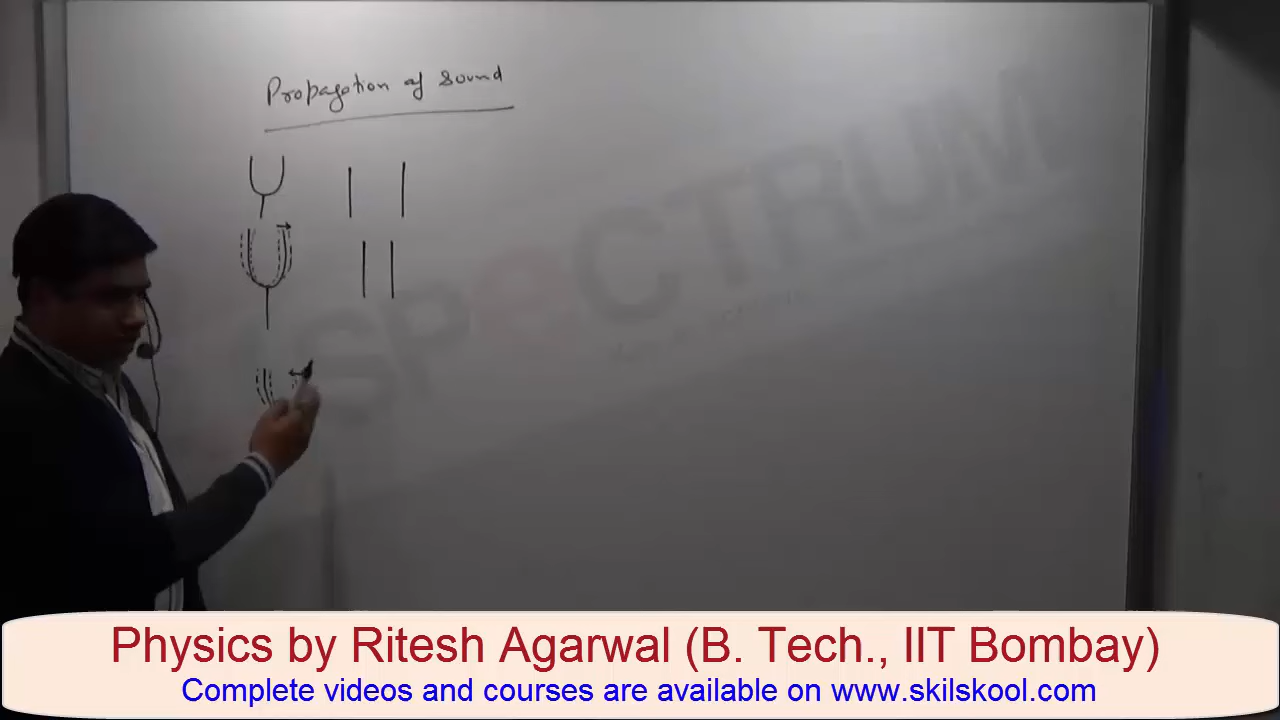 Propagation of Sound
SPeCTRUM
Physics by Ritesh Agarwal (B. Tech., IIT Bombay)
Complete videos and courses are available on www.skilskool.com